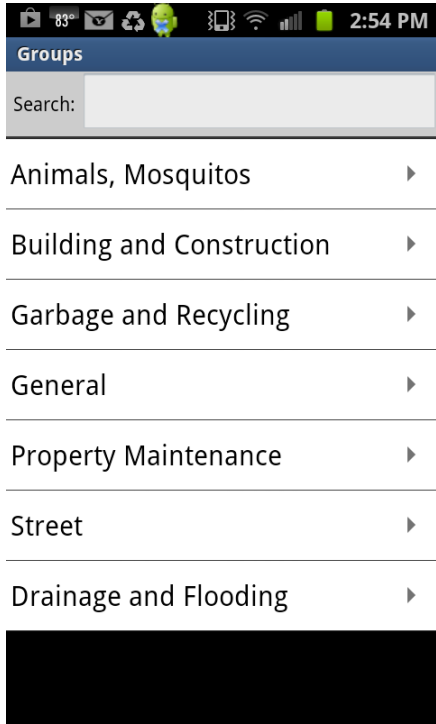 83° 2:54 PM
Groups
Search:
Animals, Mosquitos
Building and Construction
Garbage and Recycling
General
Property Maintenance
Street
Drainage and Flooding